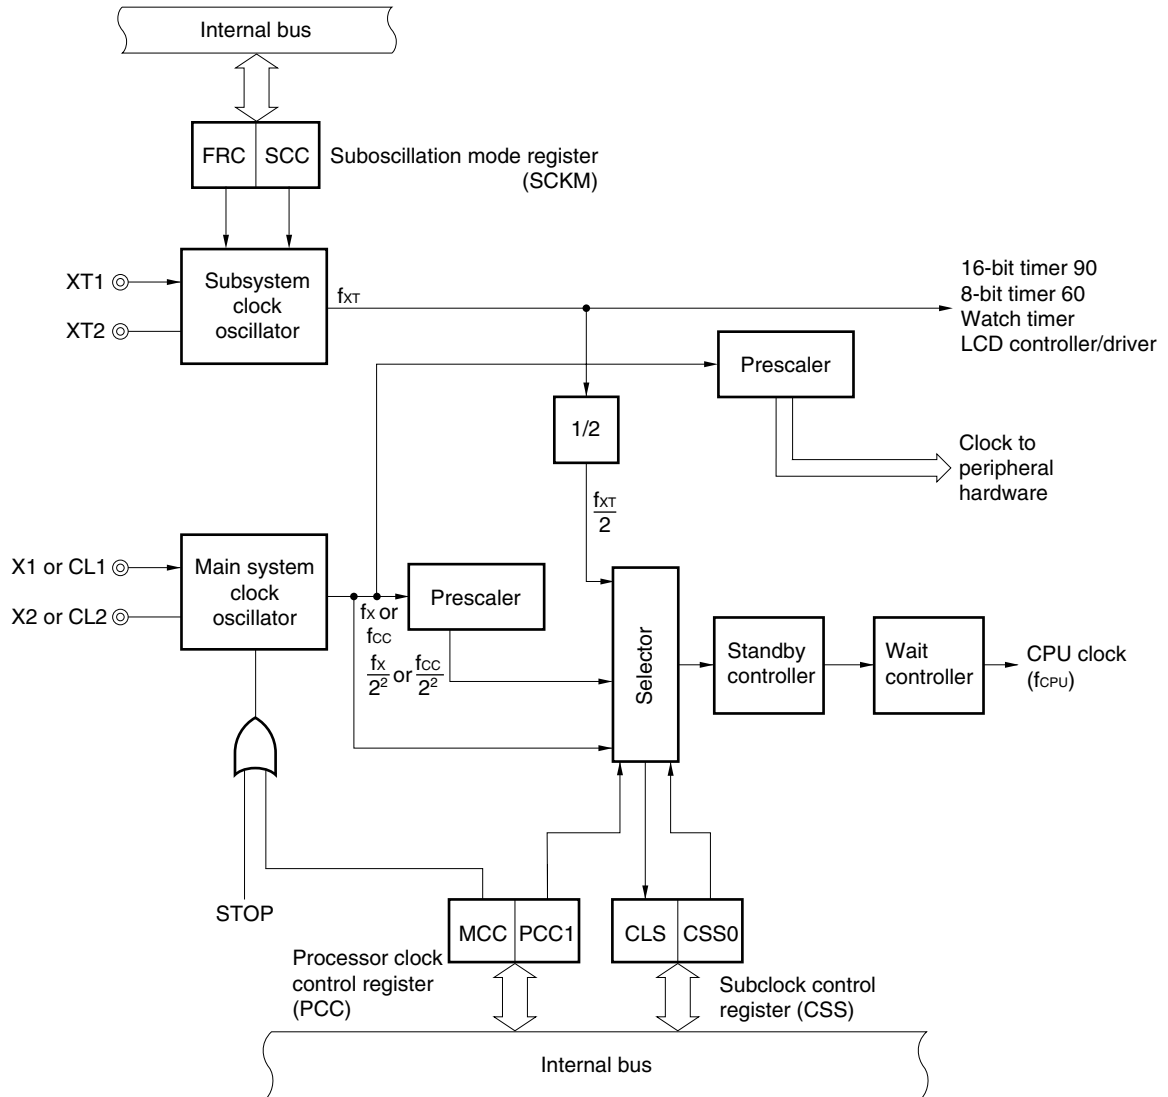 Internal bus
FRC
SCC
Suboscillation mode register
(SCKM)
XT1
XT2
Subsystem
clock
oscillator
fXT
16-bit timer 90
8-bit timer 60
Watch timer
LCD controller/driver
Prescaler
1/2
Clock to
peripheral
hardware
fXT
2
X1 or CL1
X2 or CL2
Main system
clock
oscillator
Prescaler
fX or
fCC
fX/2² or fCC/2²
Selector
Standby
controller
Wait
controller
CPU clock
(fCPU)
STOP
MCC
PCC1
CLS
CSS0
Processor clock
control register
(PCC)
Subclock control
register (CSS)
Internal bus